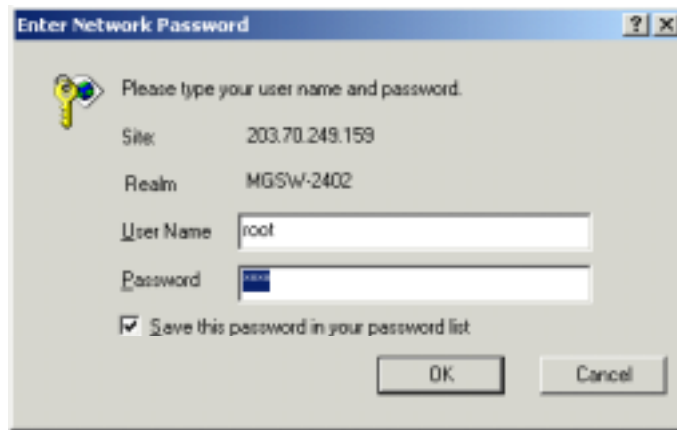 Enter Network Password
Please type your user name and password.
Site: 203.70.249.159
Realm MGSW-2402
User Name root
Password ****
Save this password in your password list
OK Cancel